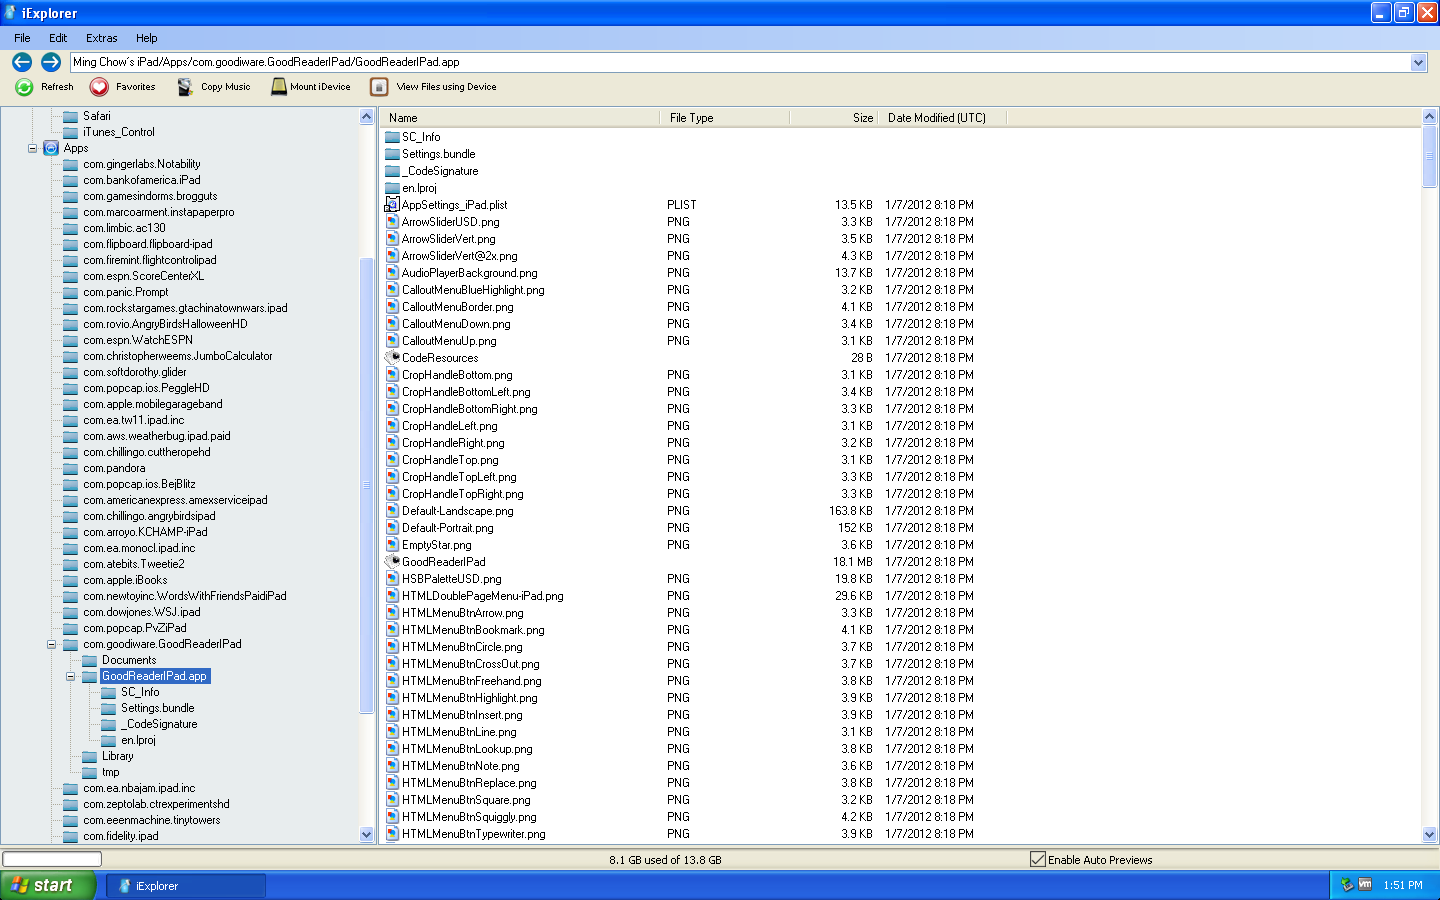 iExplorer
File Edit Extras Help
Ming Chow's iPad/Apps/com.goodiware.GoodReaderIPad/GoodReaderIPad.app
Refresh Favorites Copy Music Mount iDevice View Files using Device
Safari
iTunes_Control
Apps
com.gingerlabs.Notability
com.bankofamerica.iPad
com.gamesindorms.brogguts
com.marcoarment.instapaperpro
com.limbic.ac130
com.flipboard.flipboard-ipad
com.firemint.flightcontrolipad
com.espn.ScoreCenterXL
com.panic.Prompt
com.rockstargames.gtachinatownwars.ipad
com.rovio.AngryBirdsHalloweenHD
com.espn.WatchESPN
com.christopherweems.JumboCalculator
com.softdorothy.glider
com.popcap.ios.PeggleHD
com.apple.mobilegarageband
com.ea.tw11.ipad.inc
com.aws.weatherbug.ipad.paid
com.chillingo.cuttheropehd
com.pandora
com.popcap.ios.BejBlitz
com.americanexpress.amexserviceipad
com.chillingo.angrybirdsipad
com.arroyo.KCHAMP-iPad
com.ea.monocl.ipad.inc
com.atebits.Tweetie2
com.apple.iBooks
com.newtoyinc.WordsWithFriendsPaidiPad
com.dowjones.WSJ.ipad
com.popcap.PvZiPad
com.goodiware.GoodReaderIPad
Documents
GoodReaderIPad.app
SC_Info
Settings.bundle
_CodeSignature
en.lproj
Library
tmp
com.ea.nbajam.ipad.inc
com.zeptolab.ctrexperimentshd
com.eeenmachine.tinytowers
com.fidelity.ipad
Name File Type Size Date Modified (UTC)
SC_Info
Settings.bundle
_CodeSignature
en.lproj
AppSettings_iPad.plist PLIST 13.5 KB 1/7/2012 8:18 PM
ArrowSliderUSD.png PNG 3.3 KB 1/7/2012 8:18 PM
ArrowSliderVert.png PNG 3.5 KB 1/7/2012 8:18 PM
ArrowSliderVert@2x.png PNG 4.3 KB 1/7/2012 8:18 PM
AudioPlayerBackground.png PNG 13.7 KB 1/7/2012 8:18 PM
CalloutMenuBlueHighlight.png PNG 3.2 KB 1/7/2012 8:18 PM
CalloutMenuBorder.png PNG 4.1 KB 1/7/2012 8:18 PM
CalloutMenuDown.png PNG 3.4 KB 1/7/2012 8:18 PM
CalloutMenuUp.png PNG 3.1 KB 1/7/2012 8:18 PM
CodeResources 28 B 1/7/2012 8:18 PM
CropHandleBottom.png PNG 3.1 KB 1/7/2012 8:18 PM
CropHandleBottomLeft.png PNG 3.4 KB 1/7/2012 8:18 PM
CropHandleBottomRight.png PNG 3.3 KB 1/7/2012 8:18 PM
CropHandleLeft.png PNG 3.1 KB 1/7/2012 8:18 PM
CropHandleRight.png PNG 3.2 KB 1/7/2012 8:18 PM
CropHandleTop.png PNG 3.1 KB 1/7/2012 8:18 PM
CropHandleTopLeft.png PNG 3.3 KB 1/7/2012 8:18 PM
CropHandleTopRight.png PNG 3.3 KB 1/7/2012 8:18 PM
Default-Landscape.png PNG 163.8 KB 1/7/2012 8:18 PM
Default-Portrait.png PNG 152 KB 1/7/2012 8:18 PM
EmptyStar.png PNG 3.6 KB 1/7/2012 8:18 PM
GoodReaderIPad 18.1 MB 1/7/2012 8:18 PM
HSBPaletteUSD.png PNG 19.8 KB 1/7/2012 8:18 PM
HTMLDoublePageMenu-iPad.png PNG 29.6 KB 1/7/2012 8:18 PM
HTMLMenuBtnArrow.png PNG 3.3 KB 1/7/2012 8:18 PM
HTMLMenuBtnBookmark.png PNG 4.1 KB 1/7/2012 8:18 PM
HTMLMenuBtnCircle.png PNG 3.7 KB 1/7/2012 8:18 PM
HTMLMenuBtnCrossOut.png PNG 3.7 KB 1/7/2012 8:18 PM
HTMLMenuBtnFreehand.png PNG 3.8 KB 1/7/2012 8:18 PM
HTMLMenuBtnHighlight.png PNG 3.9 KB 1/7/2012 8:18 PM
HTMLMenuBtnInsert.png PNG 3.9 KB 1/7/2012 8:18 PM
HTMLMenuBtnLine.png PNG 3.1 KB 1/7/2012 8:18 PM
HTMLMenuBtnLookup.png PNG 3.8 KB 1/7/2012 8:18 PM
HTMLMenuBtnNote.png PNG 3.6 KB 1/7/2012 8:18 PM
HTMLMenuBtnReplace.png PNG 3.8 KB 1/7/2012 8:18 PM
HTMLMenuBtnSquare.png PNG 3.2 KB 1/7/2012 8:18 PM
HTMLMenuBtnSquiggly.png PNG 4.2 KB 1/7/2012 8:18 PM
HTMLMenuBtnTypewriter.png PNG 3.9 KB 1/7/2012 8:18 PM
8.1 GB used of 13.8 GB Enable Auto Previews
start iExplorer vm 1:51 PM